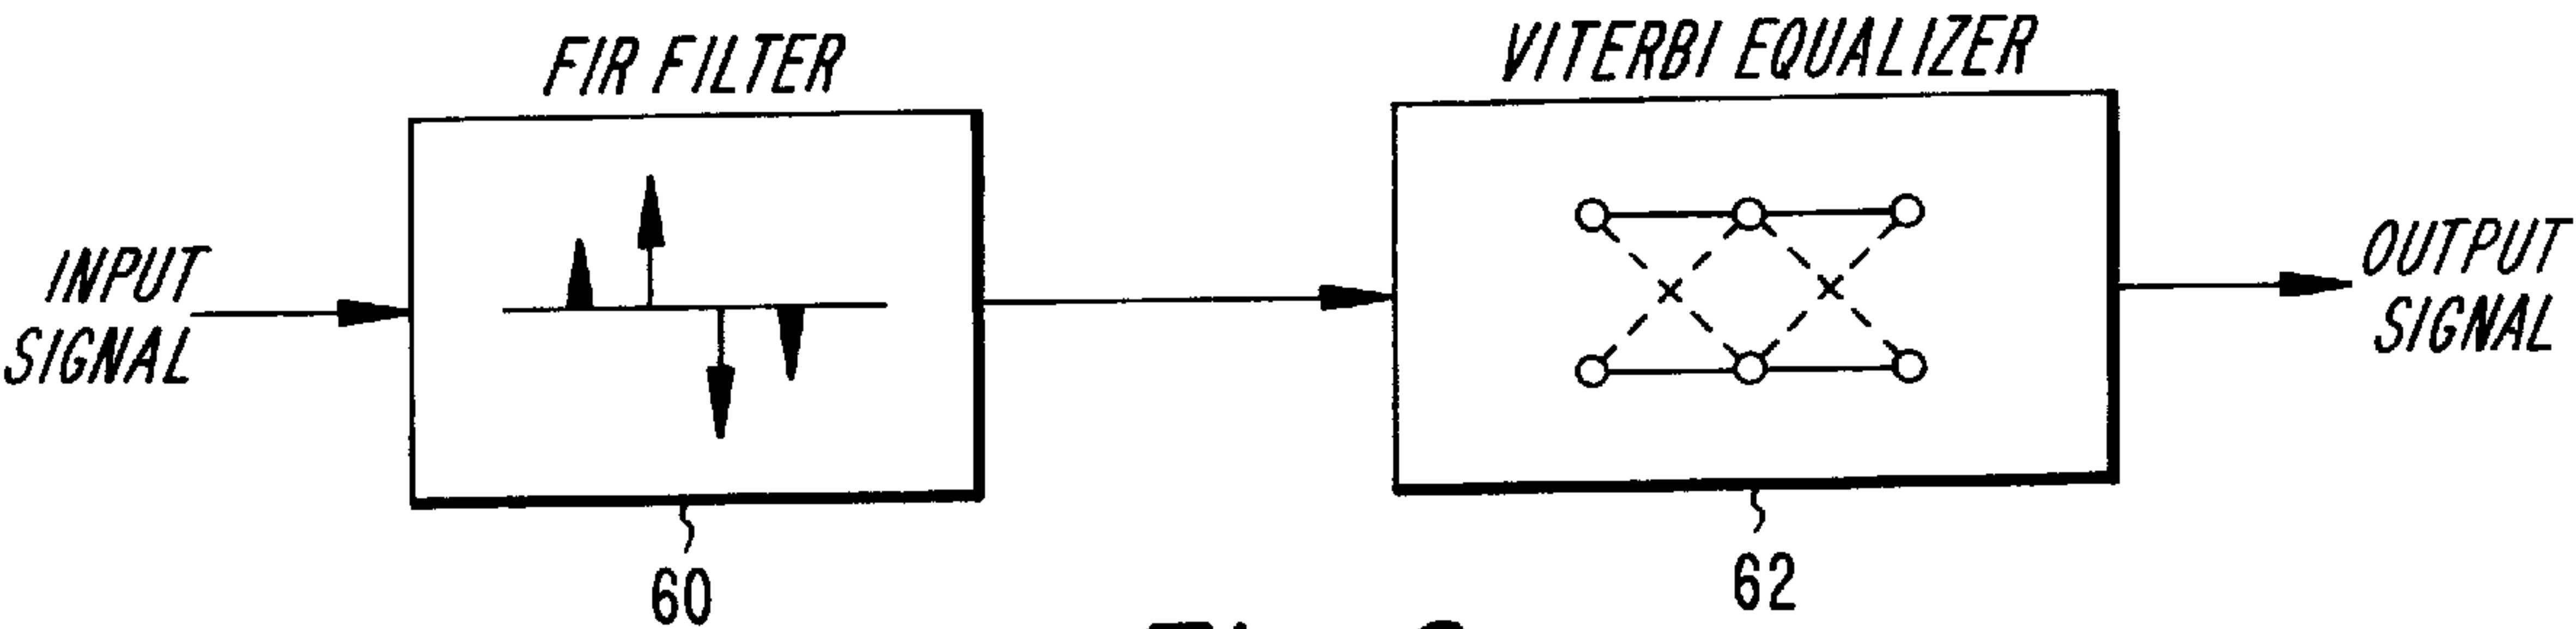 FIR FILTER
VITERBI EQUALIZER
INPUT
SIGNAL
OUTPUT
SIGNAL
60
62